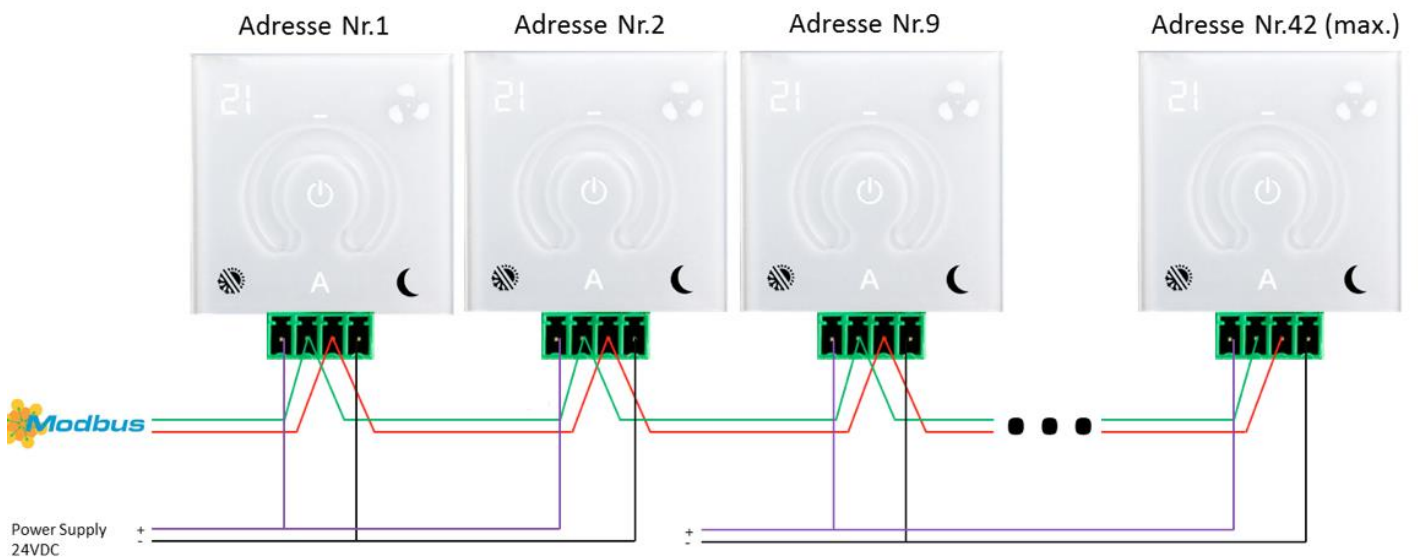 Adresse Nr.1
Adresse Nr.2
Adresse Nr.9
Adresse Nr.42 (max.)
21
21
21
21
A
A
A
A
Modbus
Power Supply
24VDC
+
-
+
-